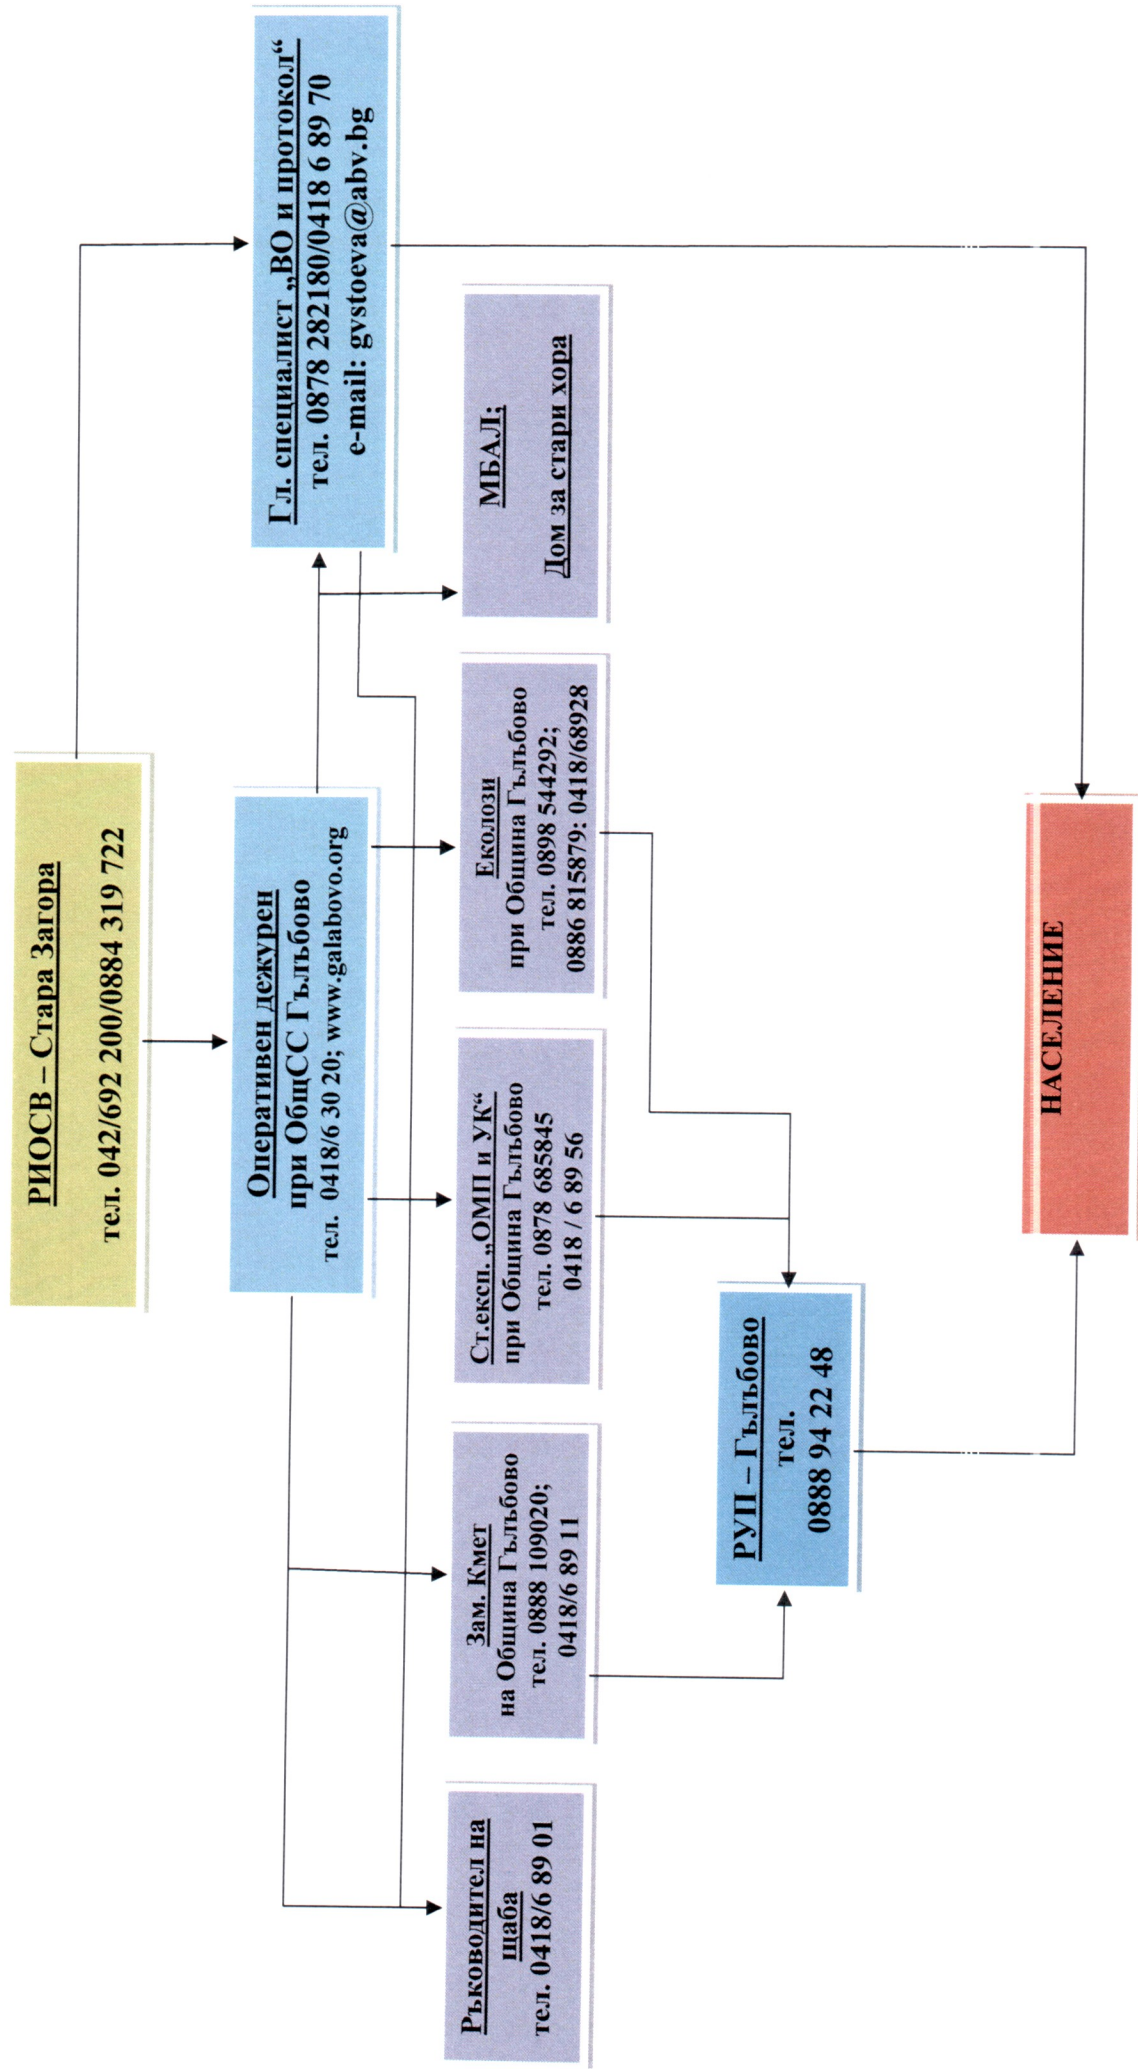 РИОСВ – Стара Загора
тел. 042/692 200/0884 319 722
Оперативен дежурен
при ОбщСС Гълъбово
тел. 0418/6 30 20; www.galabovo.org
Гл. специалист „ВО и протокол“
тел. 0878 282180/0418 6 89 70
e-mail: gvstoeva@abv.bg
Ръководител на
щаба
тел. 0418/6 89 01
Зам. Кмет
на Община Гълъбово
тел. 0888 109020;
0418/6 89 11
Ст.експ. „ОМП и УК“
при Община Гълъбово
тел. 0878 685845
0418 / 6 89 56
Еколози
при Община Гълъбово
тел. 0898 544292;
0886 815879: 0418/68928
МБАЛ;
Дом за стари хора
РУП – Гълъбово
тел.
0888 94 22 48
НАСЕЛЕНИЕ